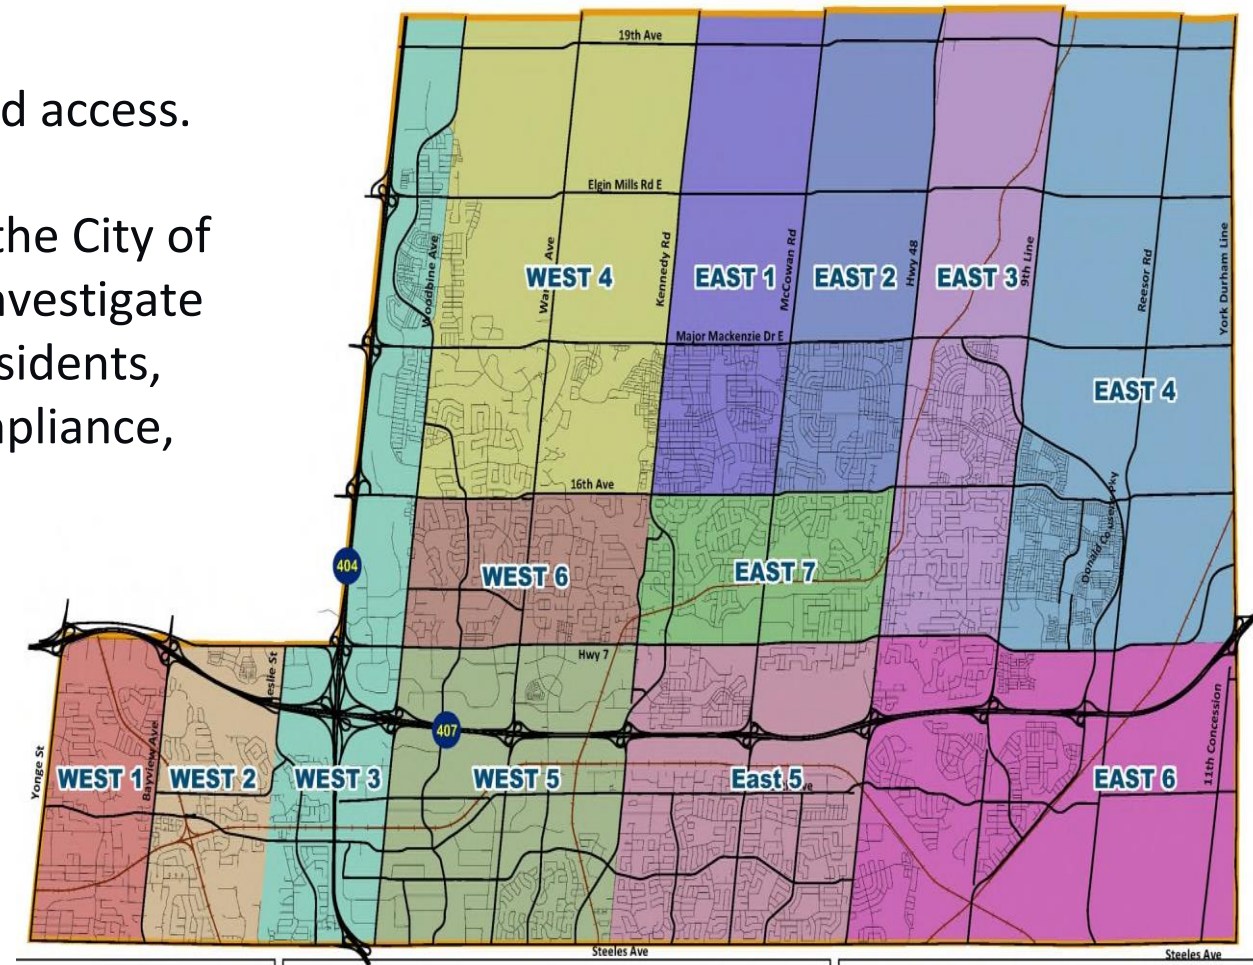 d access.
the City of
nvestigate
sidents,
npliance,
19th Ave
Elgin Mills Rd E
Woodbine Ave
Ave
Kennedy Rd
McCowan Rd
Hwy 48
9th Line
Reesor Rd
York Durham Line
WEST 4
EAST 1
EAST 2
EAST 3
Major Mackenzie Dr E
EAST 4
16th Ave
404
WEST 6
EAST 7
Hwy 7
Leslie St
407
Yonge St
Bayview Ave
11th Concession
WEST 1
WEST 2
WEST 3
WEST 5
East 5
EAST 6
Steeles Ave
Steeles Ave